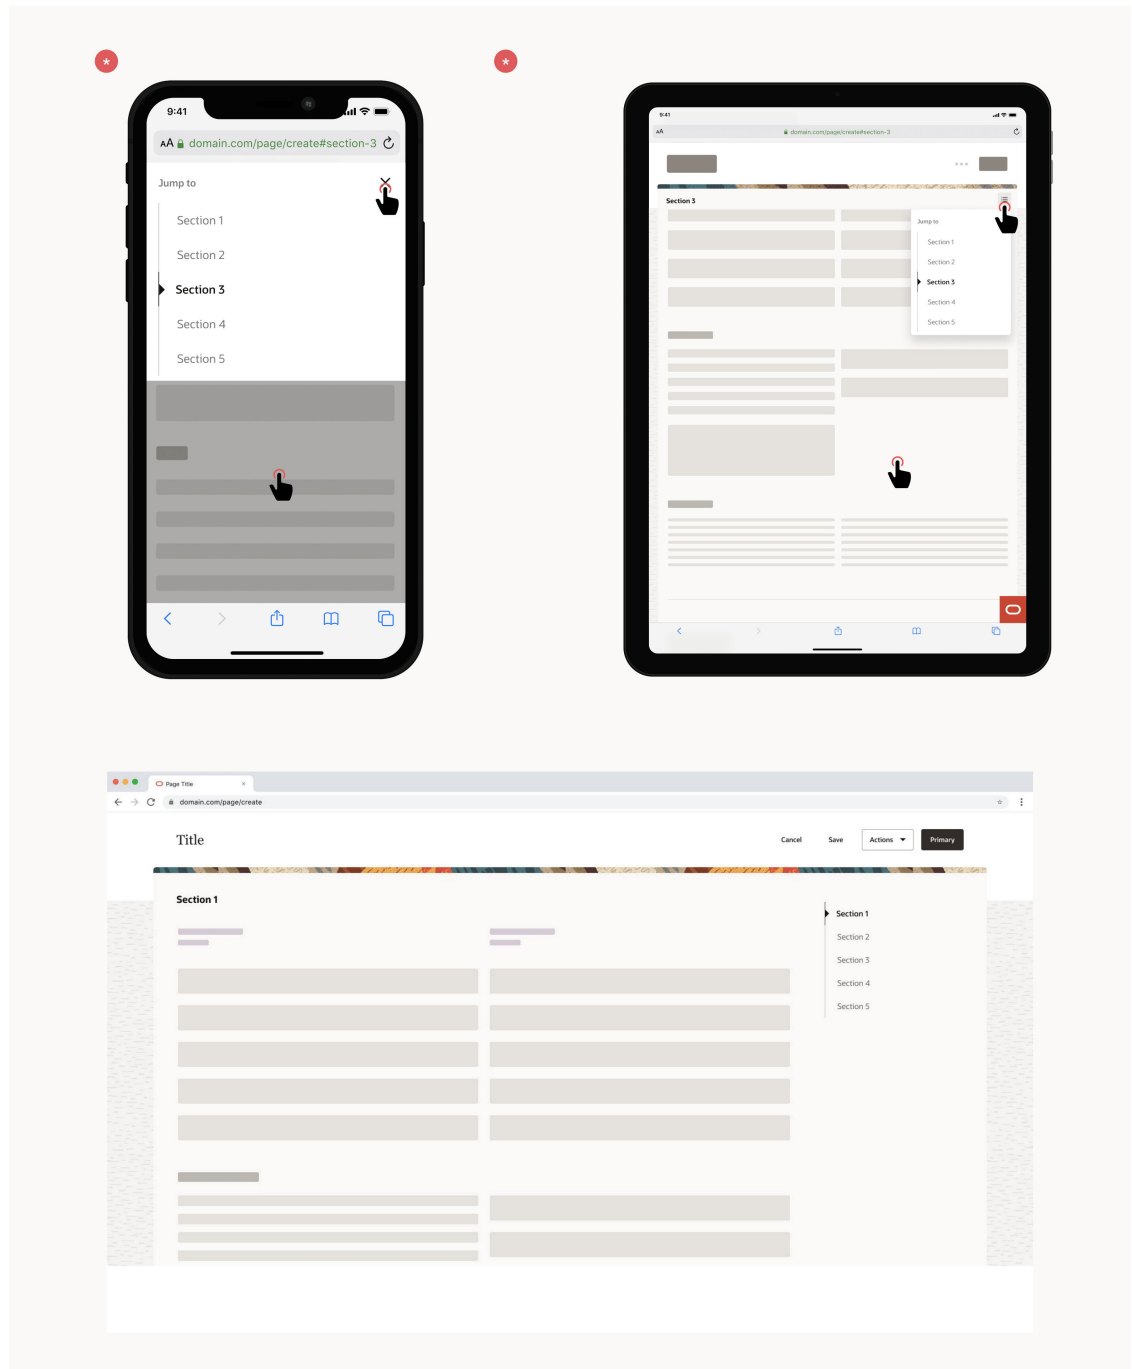 *
*
9:41
AA domain.com/page/create#section-3
Jump to
Section 1
Section 2
Section 3
Section 4
Section 5
9:41
AA domain.com/page/create#section-3
Section 3
Jump to
Section 1
Section 2
Section 3
Section 4
Section 5
Page Title
domain.com/page/create
Title
Cancel Save Actions Primary
Section 1
Section 1
Section 2
Section 3
Section 4
Section 5